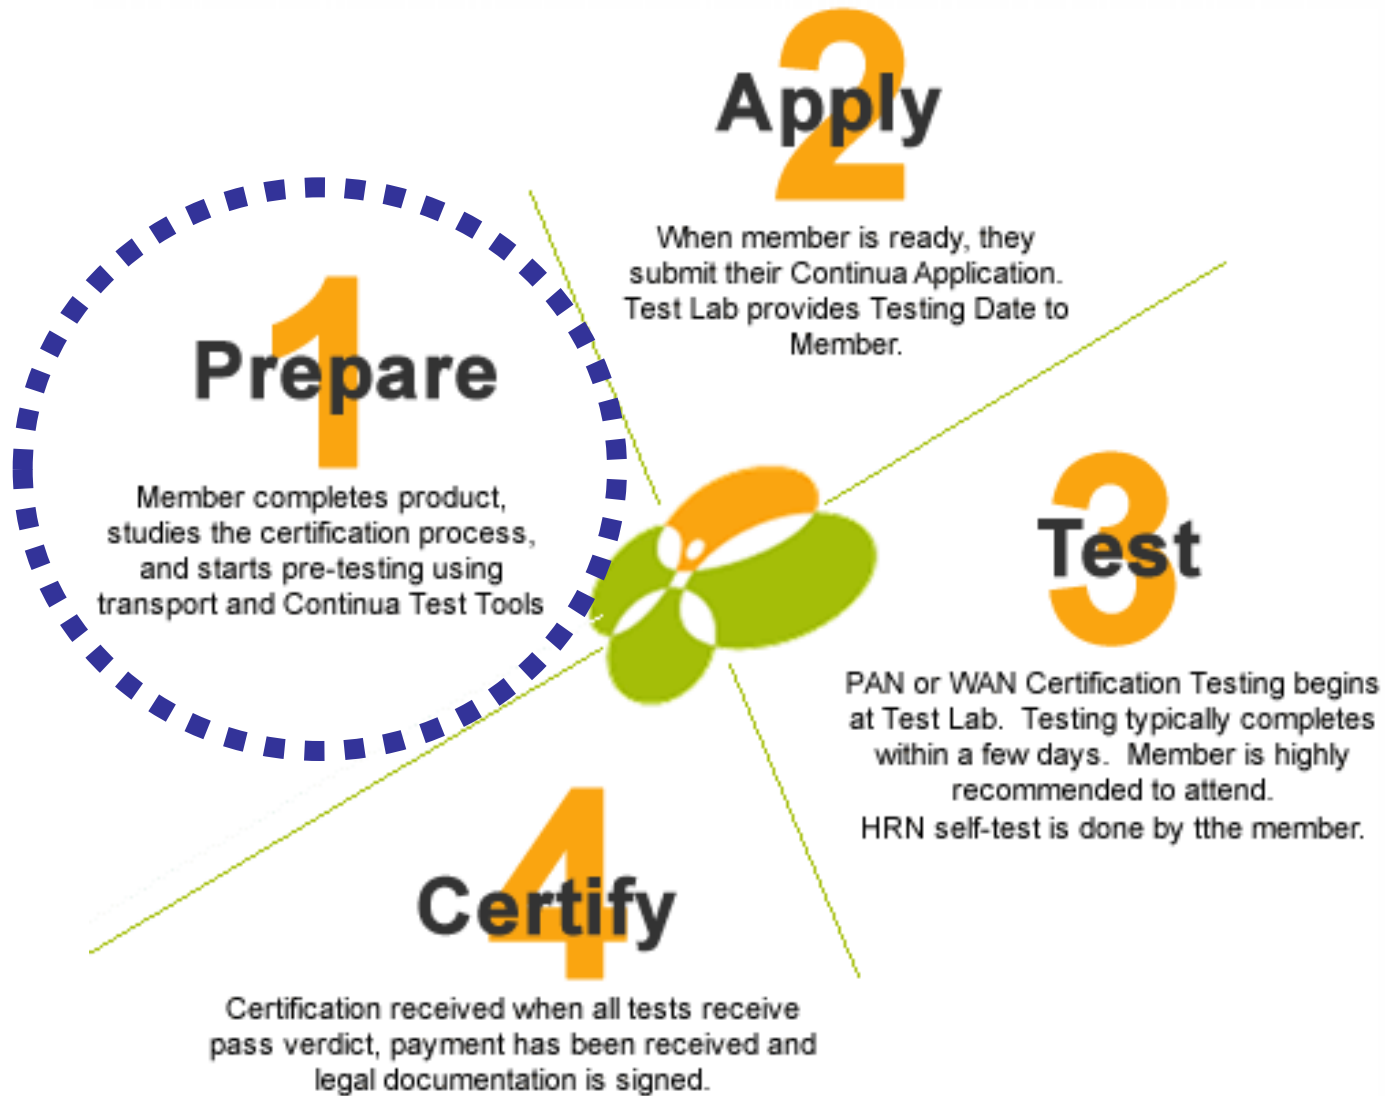 1
Prepare
Member completes product,
studies the certification process,
and starts pre-testing using
transport and Continua Test Tools
2
Apply
When member is ready, they
submit their Continua Application.
Test Lab provides Testing Date to
Member.
3
Test
PAN or WAN Certification Testing begins
at Test Lab.  Testing typically completes
within a few days.  Member is highly
recommended to attend.
HRN self-test is done by tthe member.
4
Certify
Certification received when all tests receive
pass verdict, payment has been received and
legal documentation is signed.